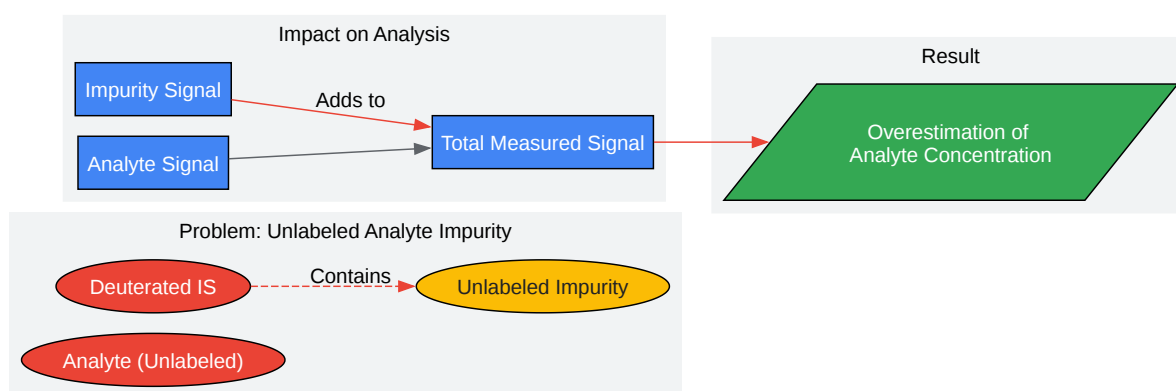 Impact on Analysis
Impurity Signal
Adds to
Analyte Signal
Total Measured Signal
Result
Overestimation of
Analyte Concentration
Problem: Unlabeled Analyte Impurity
Deuterated IS
Contains
Unlabeled Impurity
Analyte (Unlabeled)